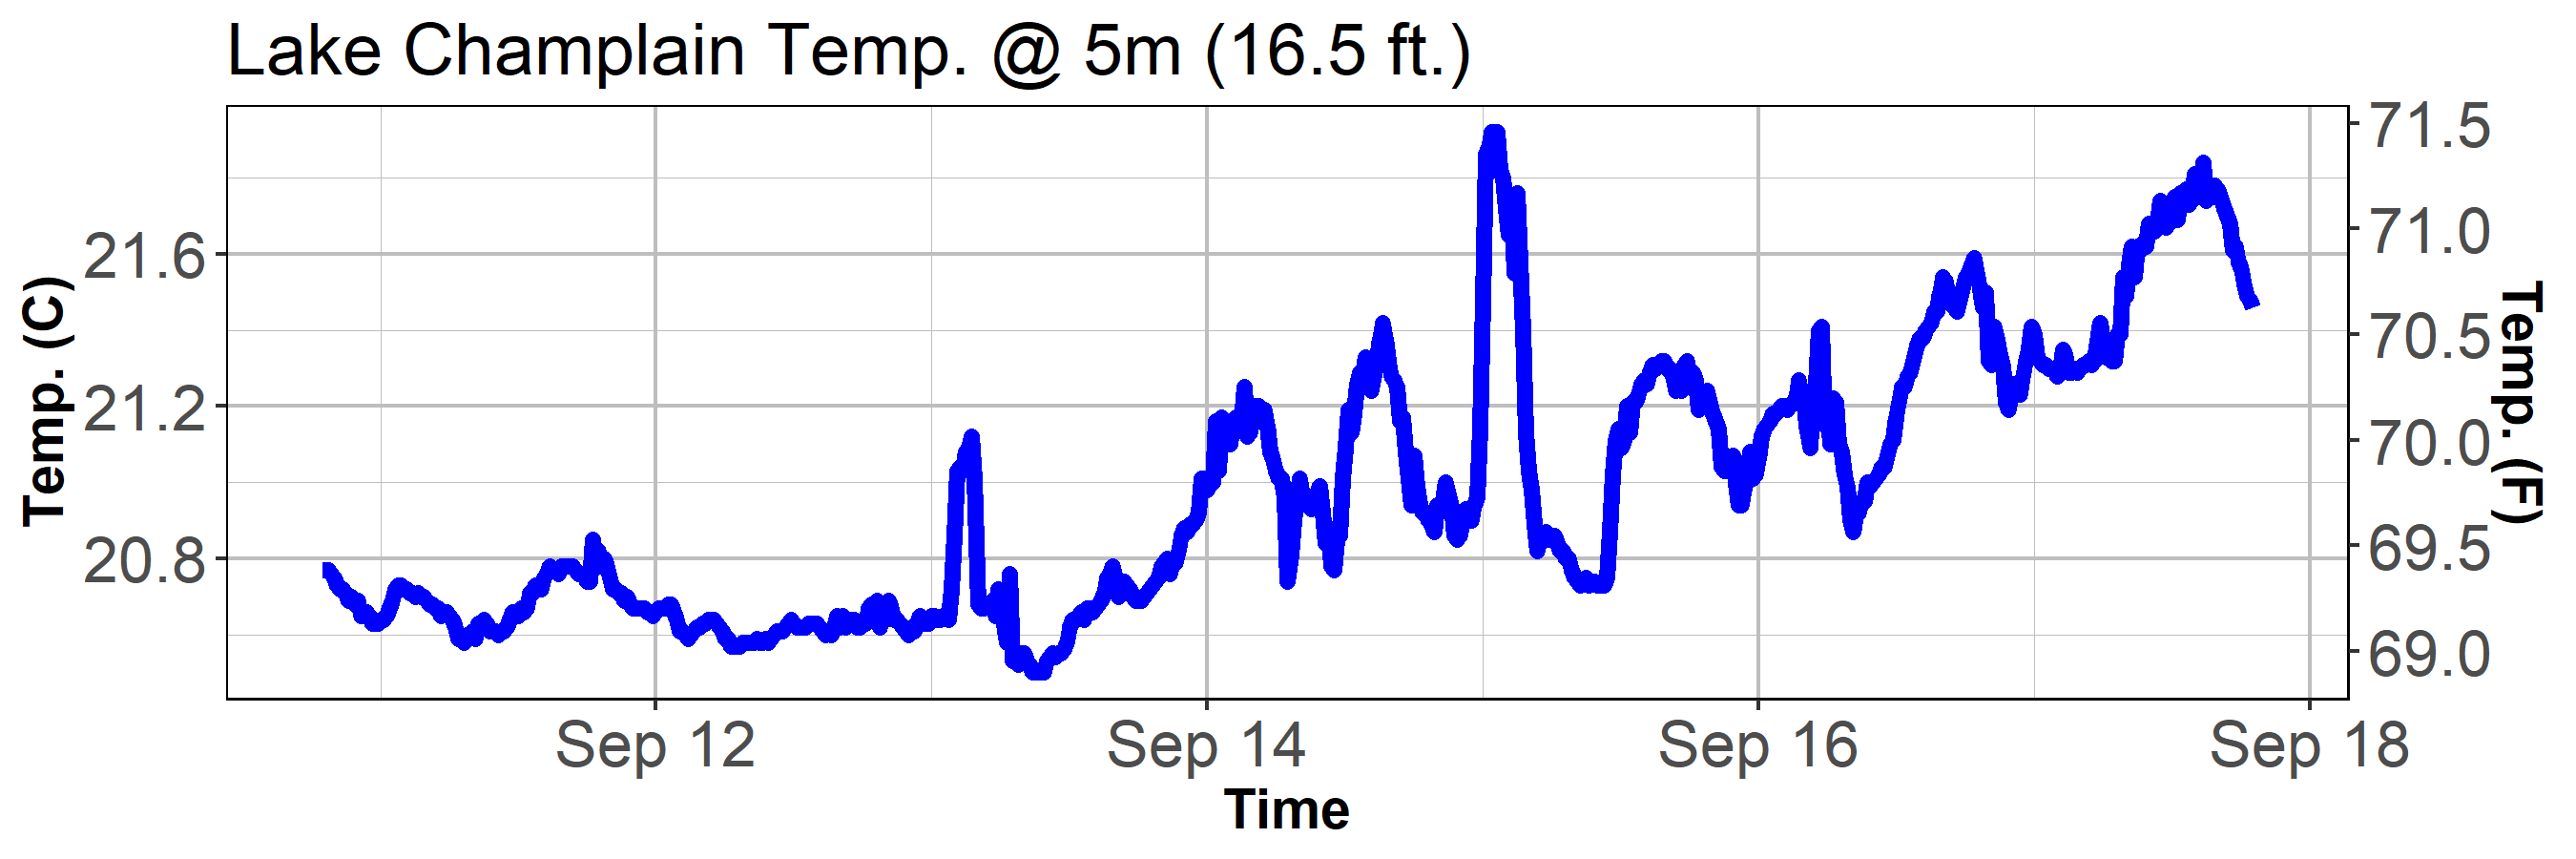 Lake Champlain Temp. @ 5m (16.5 ft.)
Temp. (C)
21.6
21.2
20.8
71.5
71.0
70.5
70.0
69.5
69.0
Temp. (F)
Sep 12
Sep 14
Sep 16
Sep 18
Time